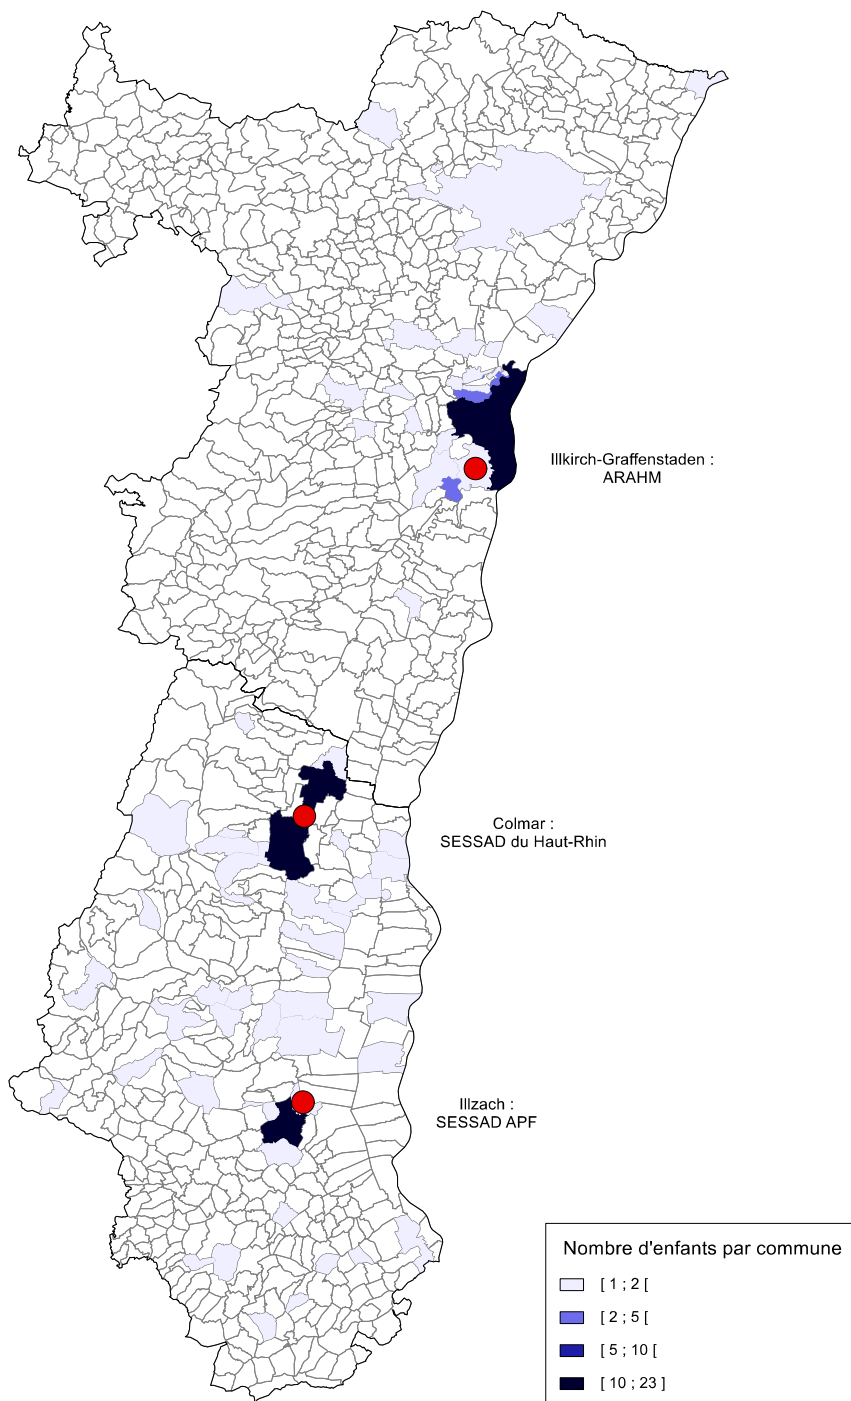 Illkirch-Graffenstaden :
ARAHM
Colmar :
SESSAD du Haut-Rhin
Illzach :
SESSAD APF
Nombre d'enfants par commune
[ 1 ; 2 [
[ 2 ; 5 [
[ 5 ; 10 [
[ 10 ; 23 ]